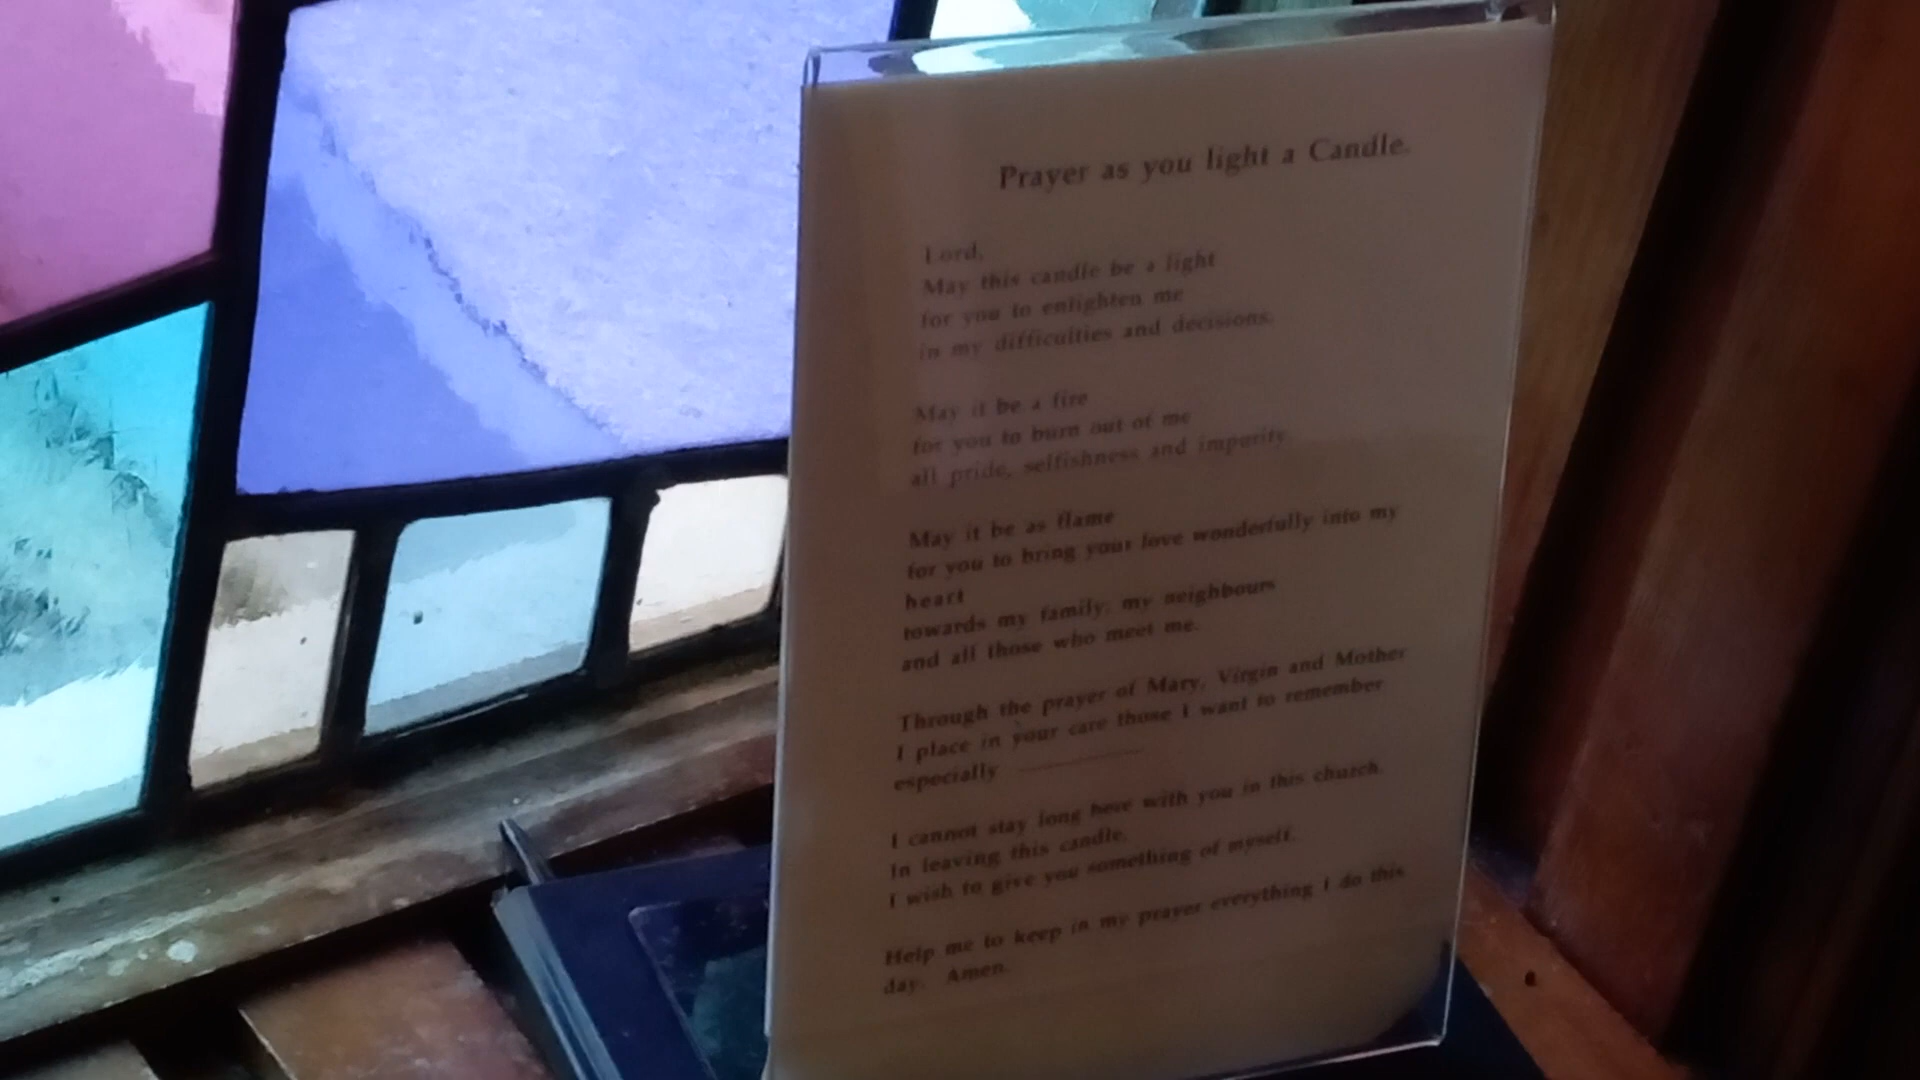 Prayer as you light a Candle.
Lord,
May this candle be a light
for you to enlighten me
in my difficulties and decisions.
May it be a fire
for you to burn out of me
all pride, selfishness and impurity.
May it be as flame
for you to bring your love wonderfully into my
heart
towards my family, my neighbours
and all those who meet me.
Through the prayer of Mary, Virgin and Mother
I place in your care those I want to remember
especially
I cannot stay long here with you in this church.
In leaving this candle,
I wish to give you something of myself.
Help me to keep in my prayer everything I do this
day. Amen.